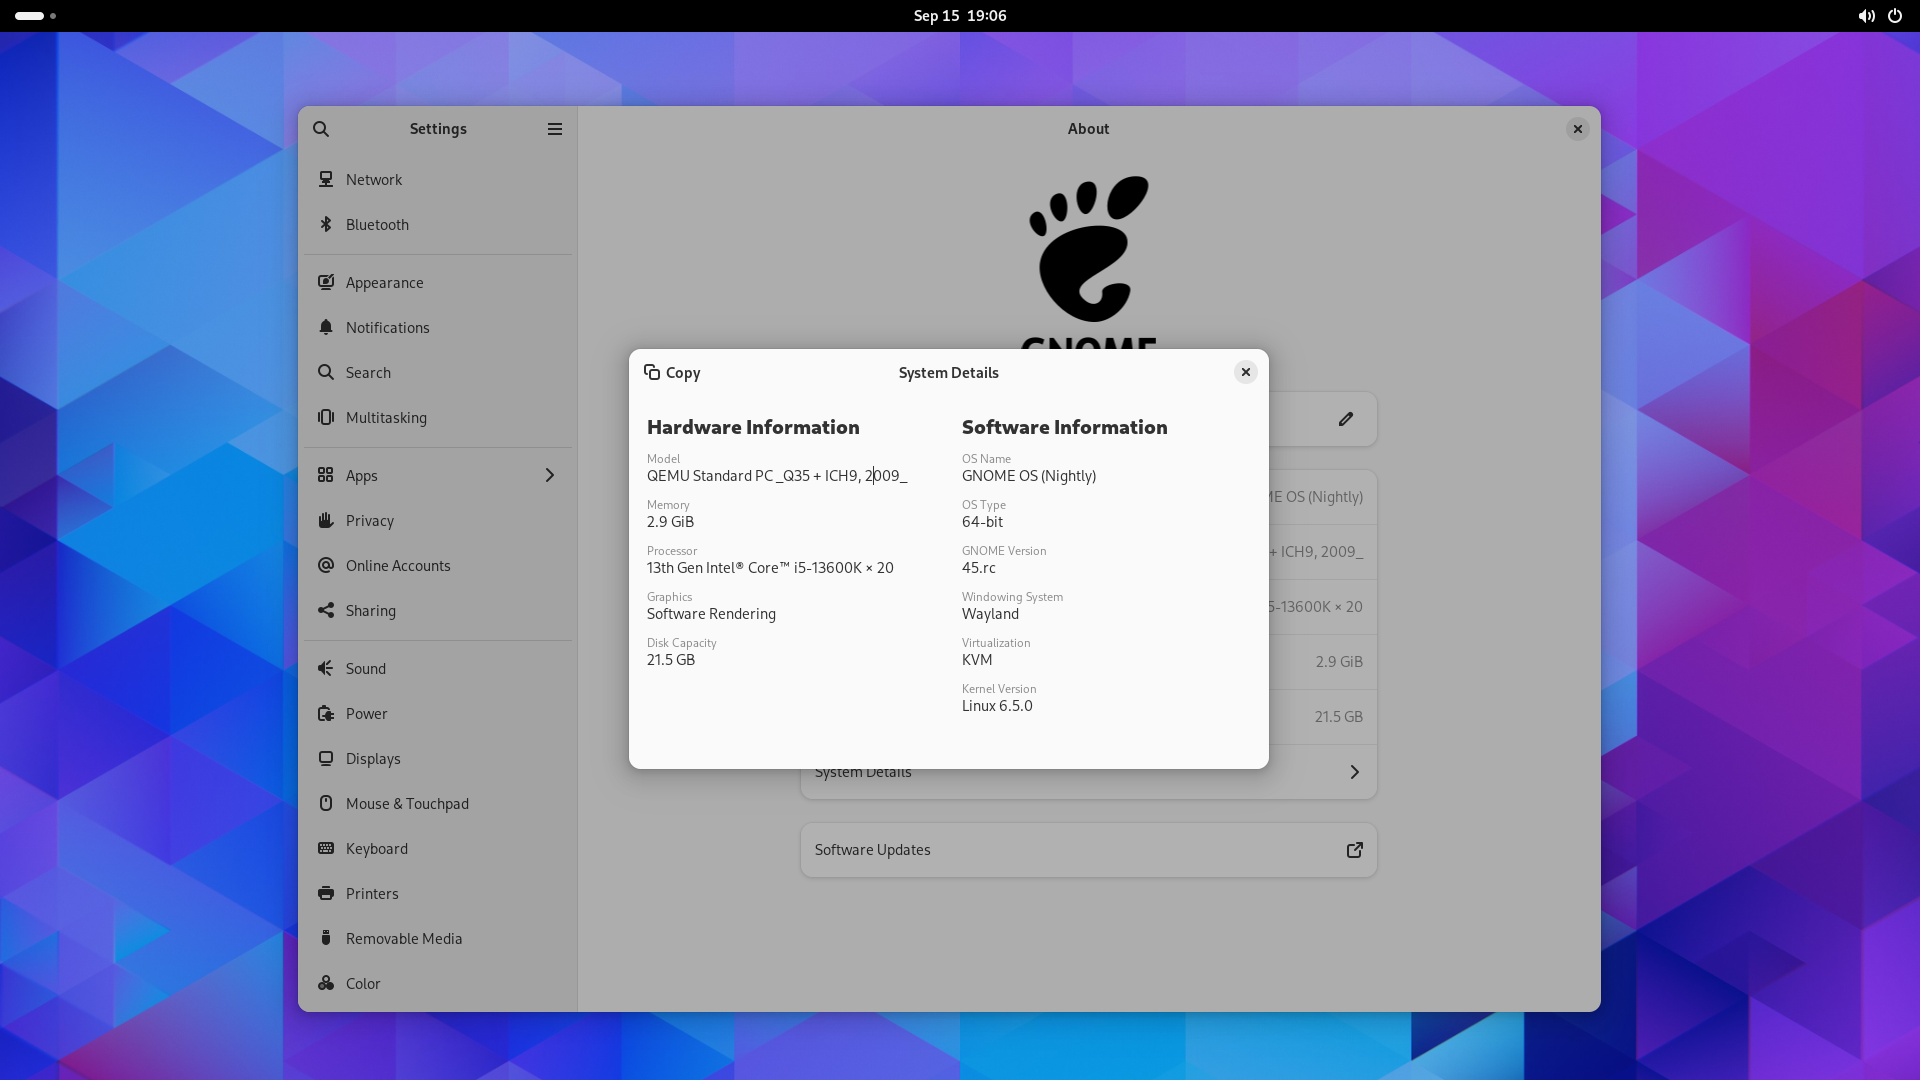 Sep 15 19:06
Settings
About
Network
Bluetooth
Appearance
Notifications
Search
Multitasking
Apps
Privacy
Online Accounts
Sharing
Sound
Power
Displays
Mouse & Touchpad
Keyboard
Printers
Removable Media
Color
GNOME
Copy
System Details
Hardware Information
Model
QEMU Standard PC _Q35 + ICH9, 2009_
Memory
2.9 GiB
Processor
13th Gen Intel® Core™ i5-13600K × 20
Graphics
Software Rendering
Disk Capacity
21.5 GB
Software Information
OS Name
GNOME OS (Nightly)
OS Type
64-bit
GNOME Version
45.rc
Windowing System
Wayland
Virtualization
KVM
Kernel Version
Linux 6.5.0
OS (Nightly)
+ ICH9, 2009_
-13600K × 20
2.9 GiB
21.5 GB
System Details
Software Updates